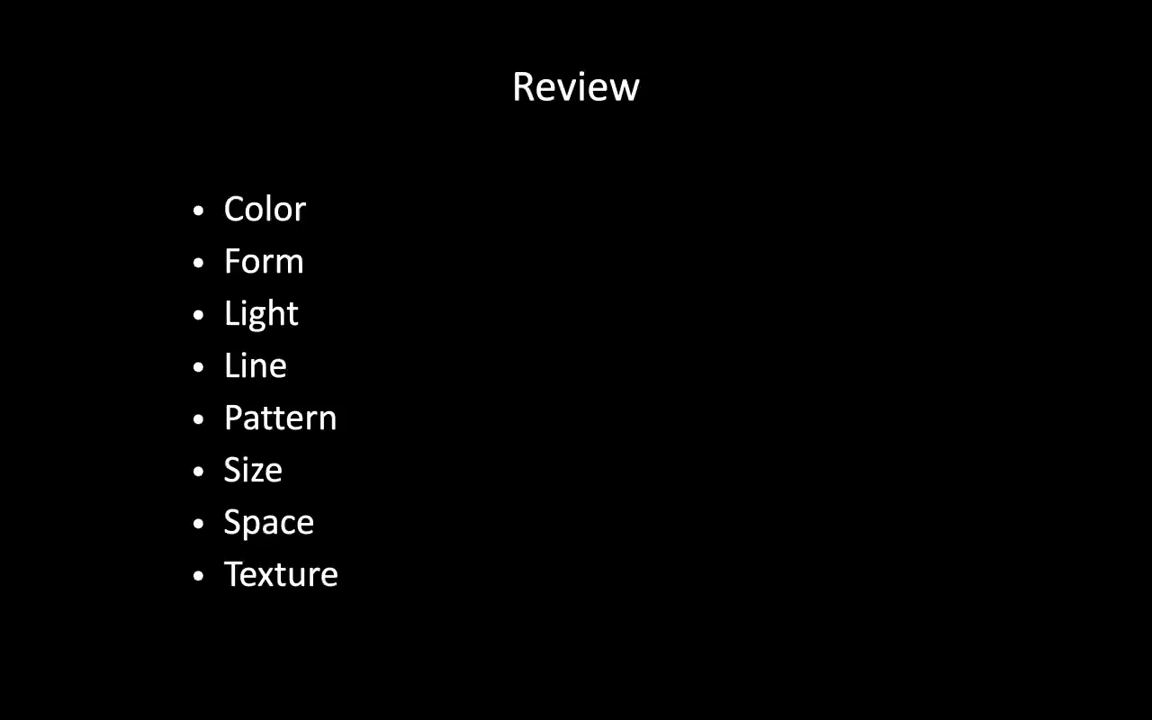 Review
• Color
• Form
• Light
• Line
• Pattern
• Size
• Space
• Texture